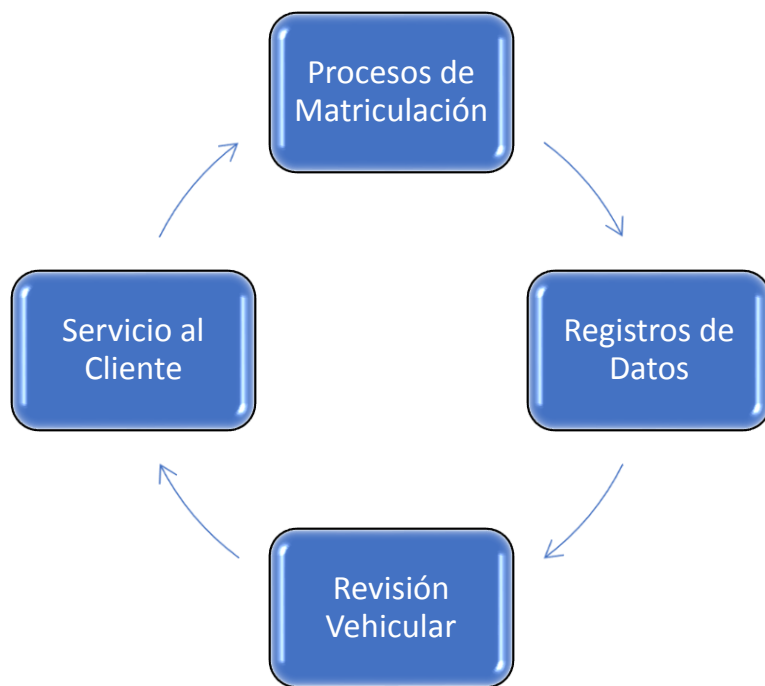 Procesos de
Matriculación
Registros de
Datos
Revisión
Vehicular
Servicio al
Cliente